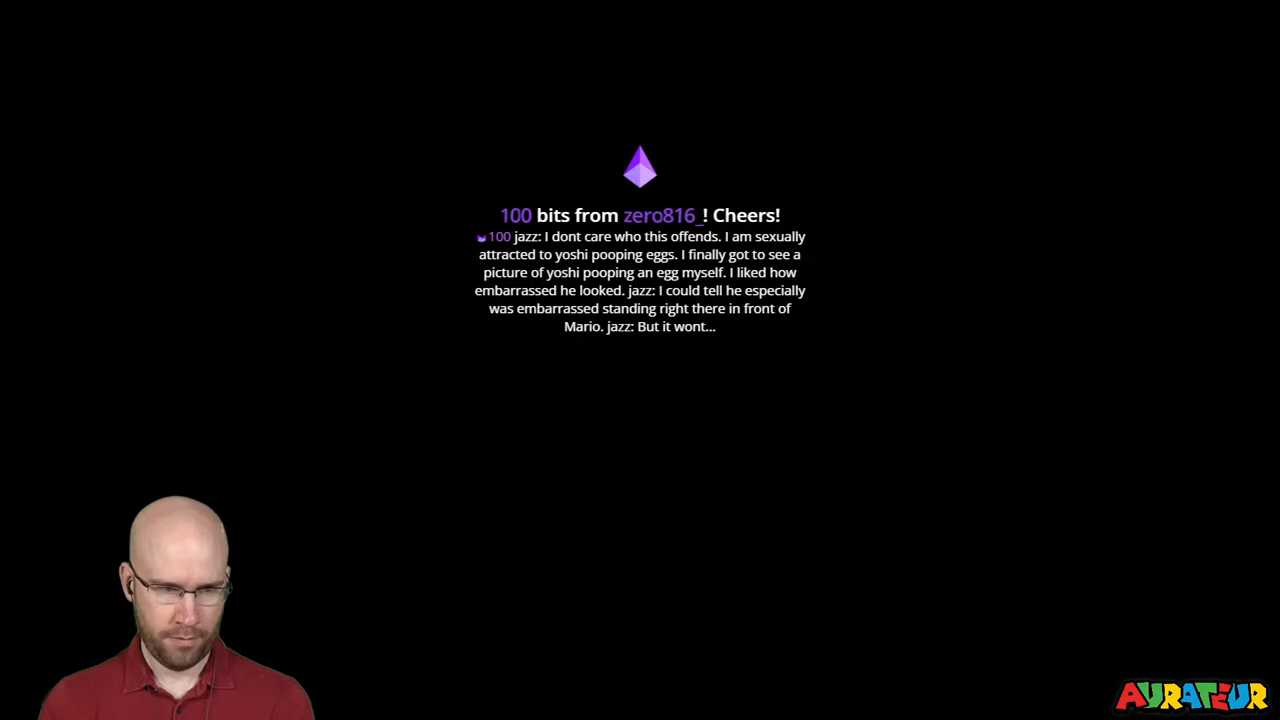 100 bits from zero816_! Cheers!
100 jazz: I dont care who this offends. I am sexually
attracted to yoshi pooping eggs. I finally got to see a
picture of yoshi pooping an egg myself. I liked how
embarrassed he looked. jazz: I could tell he especially
was embarrassed standing right there in front of
Mario. jazz: But it wont...
AURATEUR